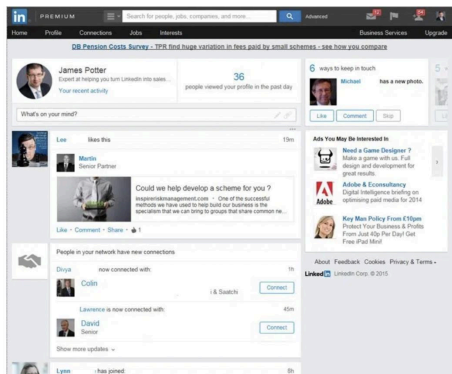 in PREMIUM
Search for people, jobs, companies, and more...
Advanced
Home Profile Connections Jobs Interests Business Services Upgrade
DB Pension Costs Survey - TPR find huge variation in fees paid by small schemes - see how you compare
James Potter
Expert at helping you turn LinkedIn into sales...
Your recent activity
36
people viewed your profile in the past day
What's on your mind?
6 ways to keep in touch
Michael has a new photo.
Like Comment Skip
Lee likes this
19m
Martin
Senior Partner
Could we help develop a scheme for you ?
inspireriskmanagement.com • One of the successful
methods we have used to help build our business is the
specialism that we can bring to groups that share common ne...
Like • Comment • Share • 1
Ads You May Be Interested In
Need a Game Designer ?
Make a game with us. Full
design and development for
great results.
Adobe & Econsultancy
Digital Intelligence briefing on
optimising paid media for 2014
Adobe
Key Man Policy From £10pm
Protect Your Business & Profits
From Just 40p Per Day! Get
Free iPad Mini!
About Feedback Cookies Privacy & Terms
Linked in LinkedIn Corp. © 2015
People in your network have new connections
Divya now connected with:
1h
Colin
i & Saatchi
Connect
Lawrence is now connected with:
45m
David
Senior
Connect
Show more updates
Lynn has joined
6h